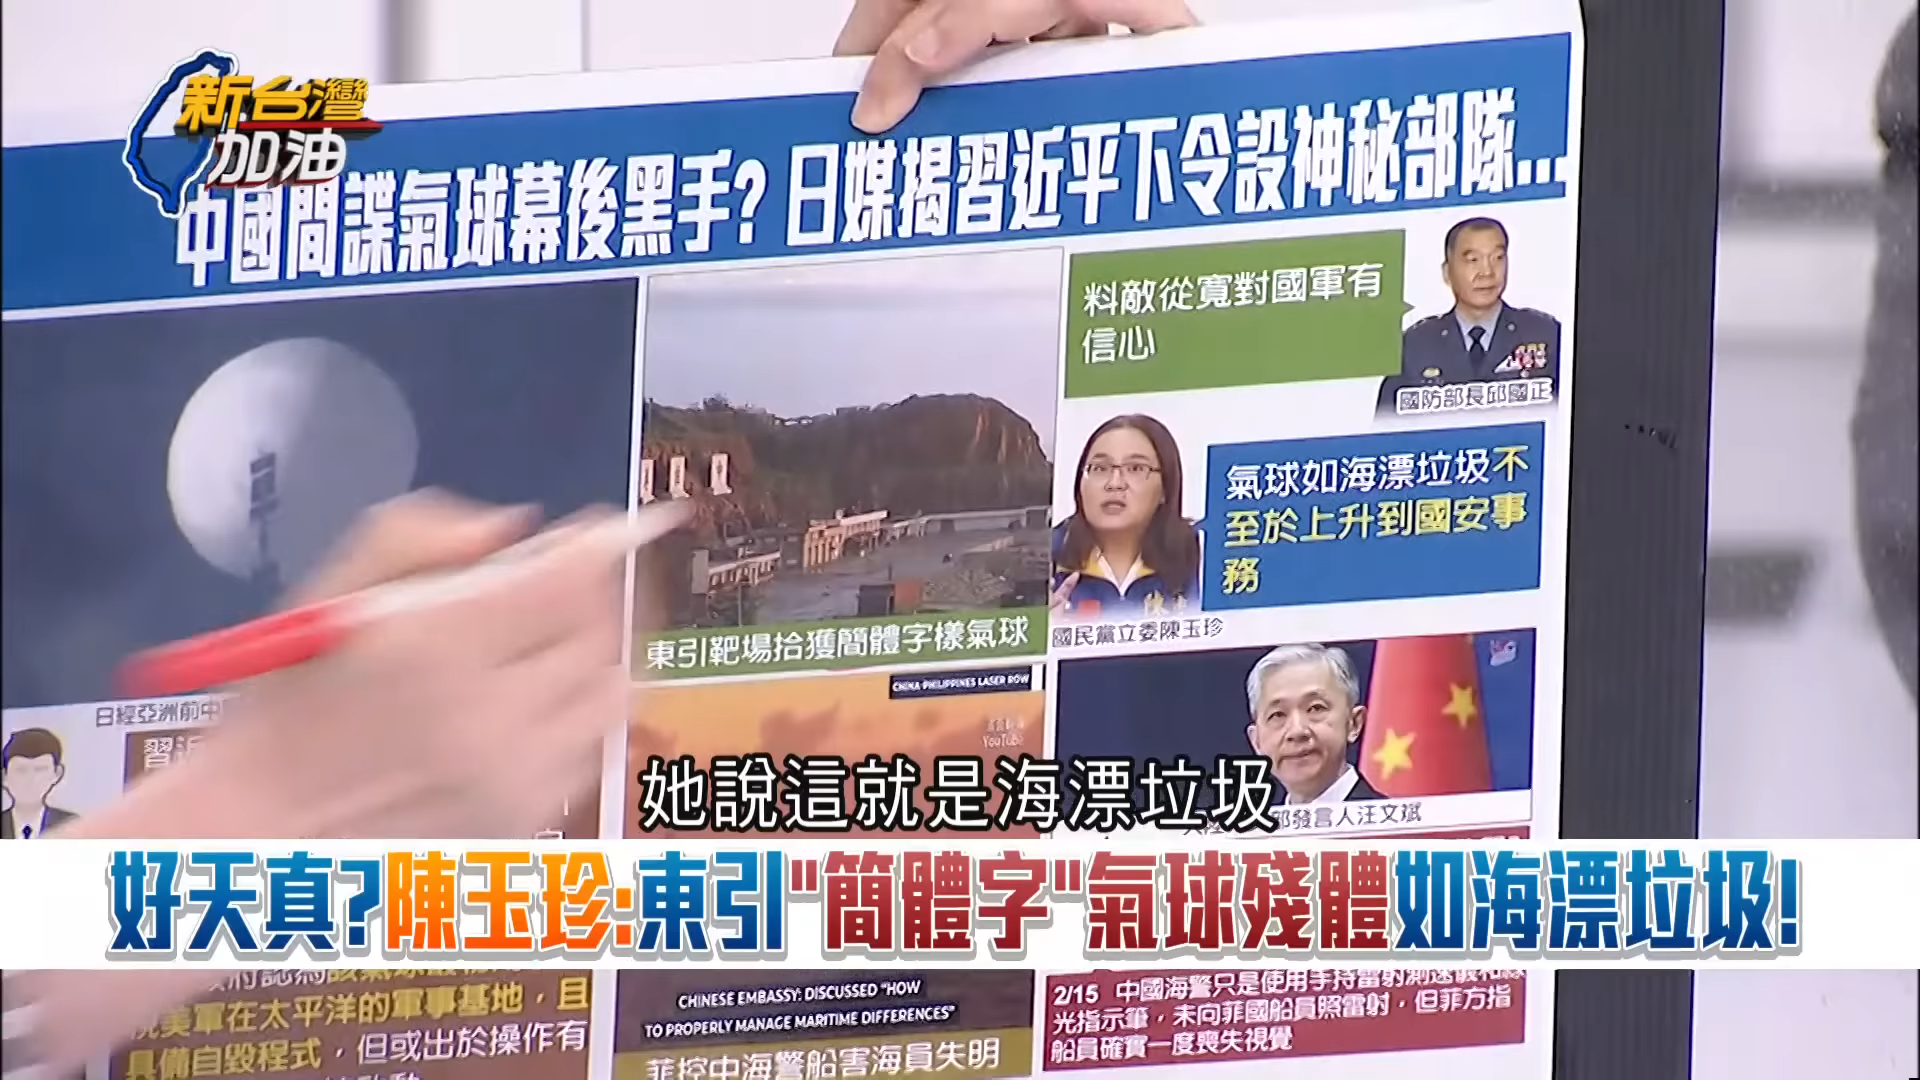 新台灣
加油
中國間諜氣球幕後黑手? 日媒揭習近平下令設神秘部隊...
料敵從寬對國軍有
信心
國防部長邱國正
氣球如海漂垃圾不
至於上升到國安事
務
國民黨立委陳玉珍
東引靶場拾獲簡體字樣氣球
CHINA-PHILIPPINES LASER ROW
YouTube
日經亞洲前中
習近
部發言人汪文斌
她說這就是海漂垃圾
好天真?陳玉珍:東引"簡體字"氣球殘體如海漂垃圾!
美軍在太平洋的軍事基地，且
具備自毀程式，但或出於操作有
CHINESE EMBASSY: DISCUSSED "HOW
TO PROPERLY MANAGE MARITIME DIFFERENCES"
菲控中海警船害海員失明
2/15 中國海警只是使用手持雷射測速儀和綠
光指示筆，未向菲國船員照雷射，但菲方指
船員確實一度喪失視覺